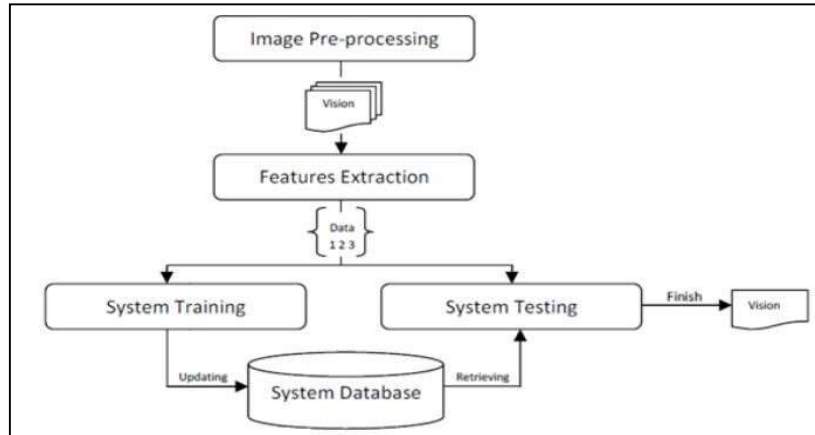 Image Pre-processing
Vision
Features Extraction
Data
1 2 3
System Training
System Testing
Finish
Vision
Updating
System Database
Retrieving